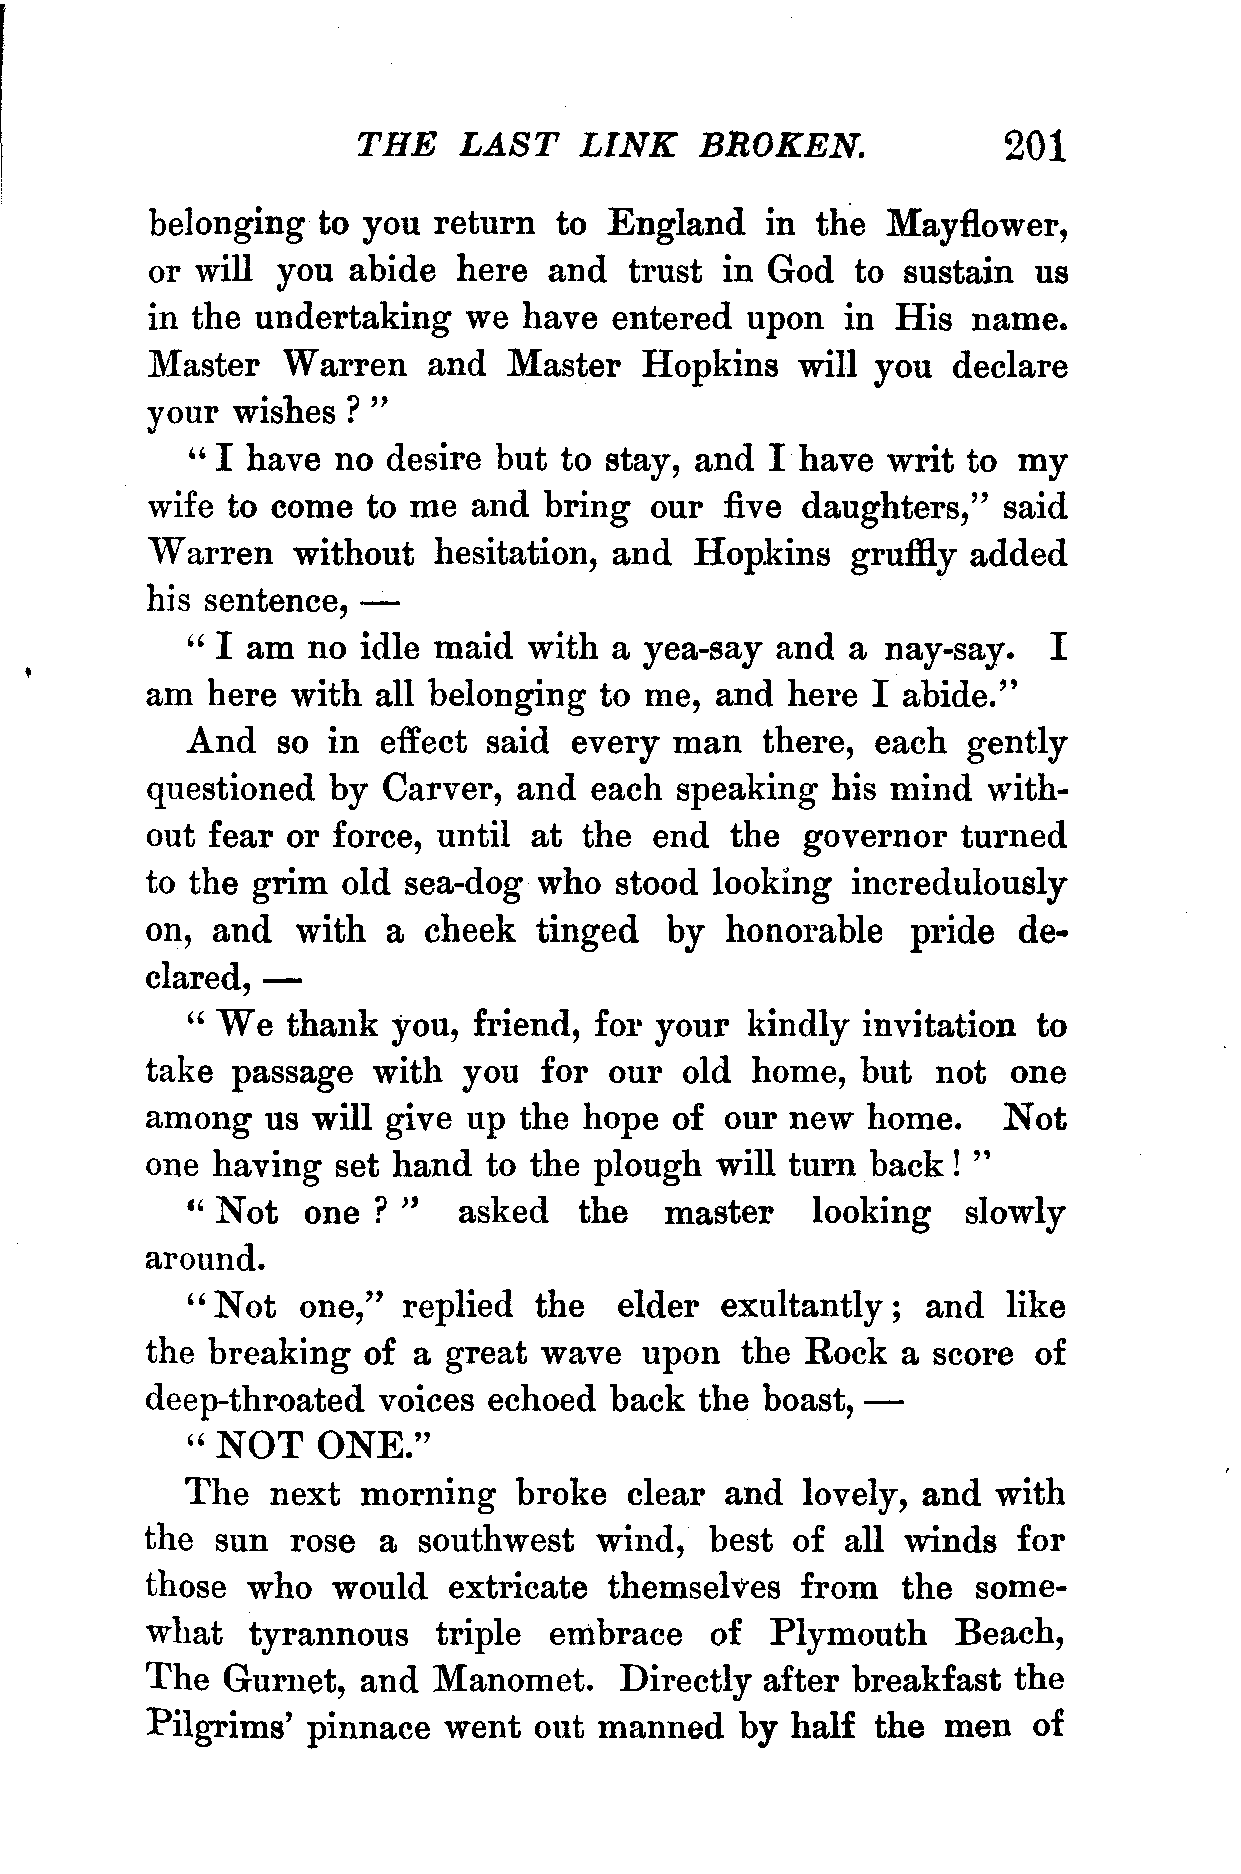 THE LAST LINK BROKEN. 201
belonging to you return to England in the Mayflower,
or will you abide here and trust in God to sustain us
in the undertaking we have entered upon in His name.
Master Warren and Master Hopkins will you declare
your wishes ? "
" I have no desire but to stay, and I have writ to my
wife to come to me and bring our five daughters," said
Warren without hesitation, and Hopkins gruffly added
his sentence, —
" I am no idle maid with a yea-say and a nay-say. I
am here with all belonging to me, and here I abide."
And so in effect said every man there, each gently
questioned by Carver, and each speaking his mind with-
out fear or force, until at the end the governor turned
to the grim old sea-dog who stood looking incredulously
on, and with a cheek tinged by honorable pride de-
clared, —
" We thank you, friend, for your kindly invitation to
take passage with you for our old home, but not one
among us will give up the hope of our new home. Not
one having set hand to the plough will turn back ! "
" Not one ? " asked the master looking slowly
around.
" Not one," replied the elder exultantly ; and like
the breaking of a great wave upon the Rock a score of
deep-throated voices echoed back the boast, —
" NOT ONE."
The next morning broke clear and lovely, and with
the sun rose a southwest wind, best of all winds for
those who would extricate themselves from the some-
what tyrannous triple embrace of Plymouth Beach,
The Gurnet, and Manomet. Directly after breakfast the
Pilgrims' pinnace went out manned by half the men of